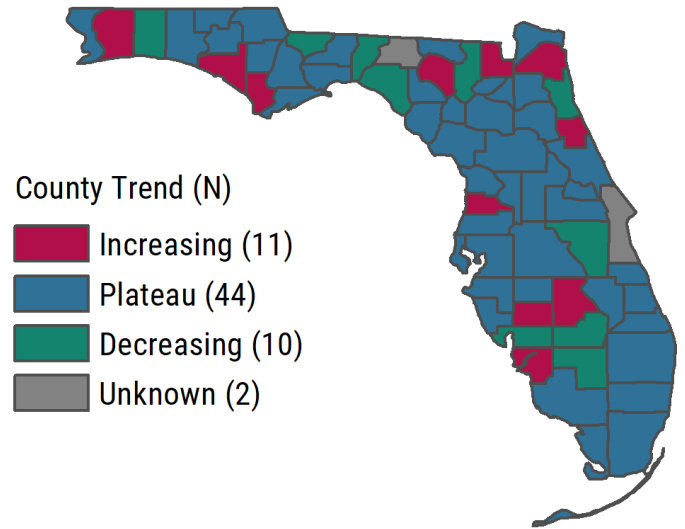 County Trend (N)
Increasing (11)
Plateau (44)
Decreasing (10)
Unknown (2)